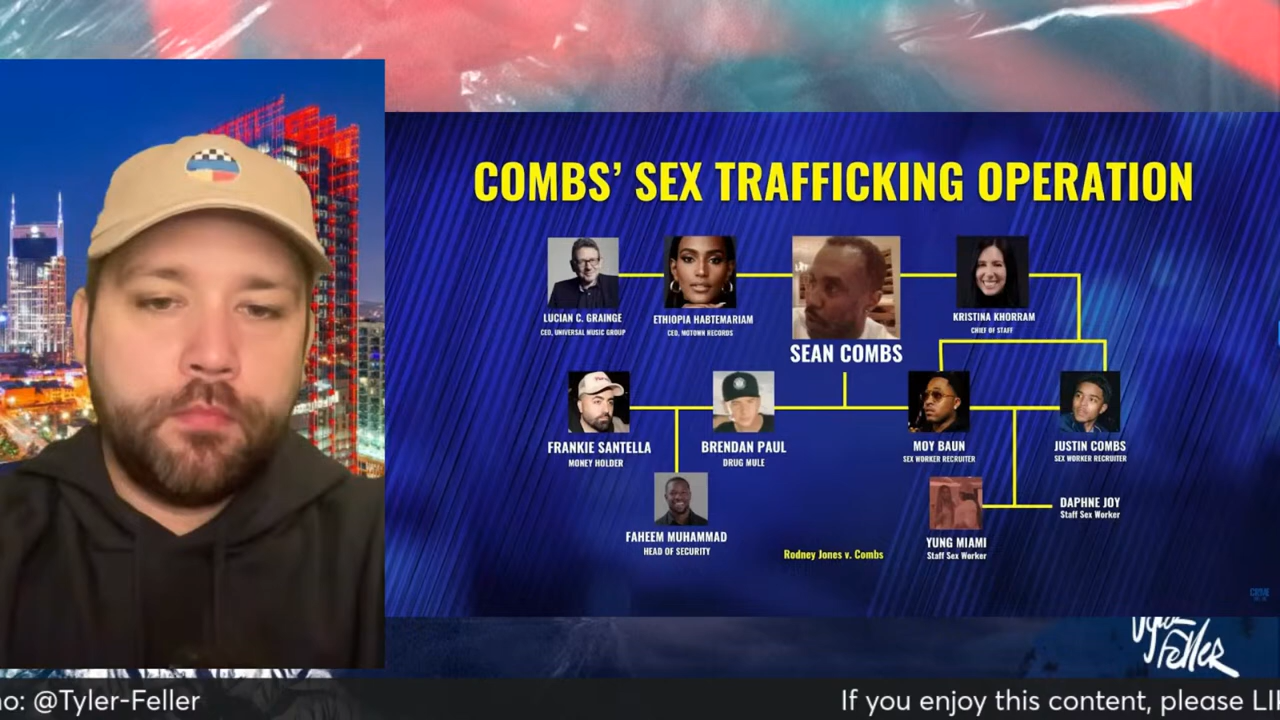 COMBS' SEX TRAFFICKING OPERATION
LUCIAN C. GRAINGE
CEO, UNIVERSAL MUSIC GROUP
ETHIOPIA HABTEMARIAM
CEO, MOTOWN RECORDS
SEAN COMBS
KRISTINA KHORRAM
CHIEF OF STAFF
FRANKIE SANTELLA
MONEY HOLDER
BRENDAN PAUL
DRUG MULE
MOY BAUN
SEX WORKER RECRUITER
JUSTIN COMBS
SEX WORKER RECRUITER
FAHEEM MUHAMMAD
HEAD OF SECURITY
YUNG MIAMI
Staff Sex Worker
DAPHNE JOY
Staff Sex Worker
Rodney Jones v. Combs
Tyler
Feller
no: @Tyler-Feller
If you enjoy this content, please LI